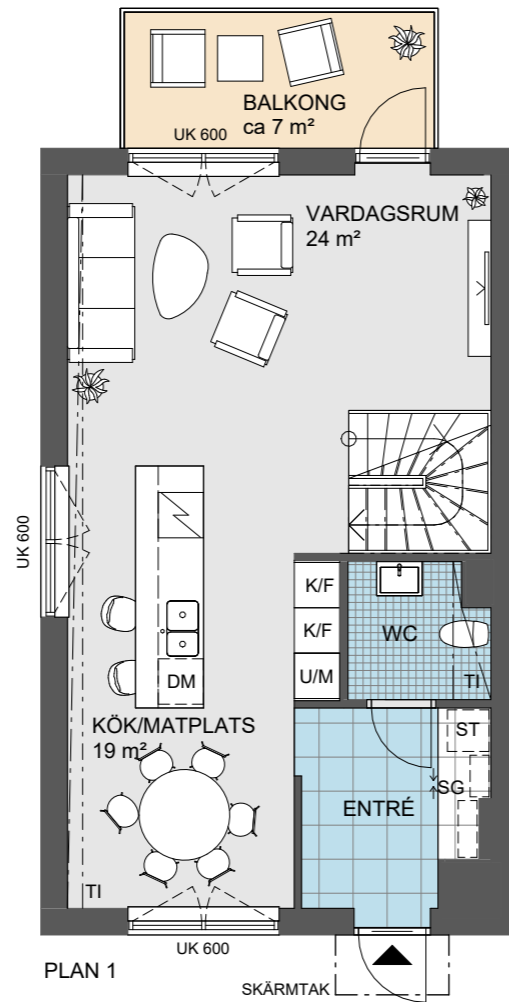 BALKONG
ca 7 m²
UK 600
VARDAGSRUM
24 m²
UK 600
K/F
K/F
U/M
WC
TI
DM
KÖK/MATPLATS
19 m²
ST
SG
ENTRÉ
TI
UK 600
PLAN 1
SKÄRMTAK